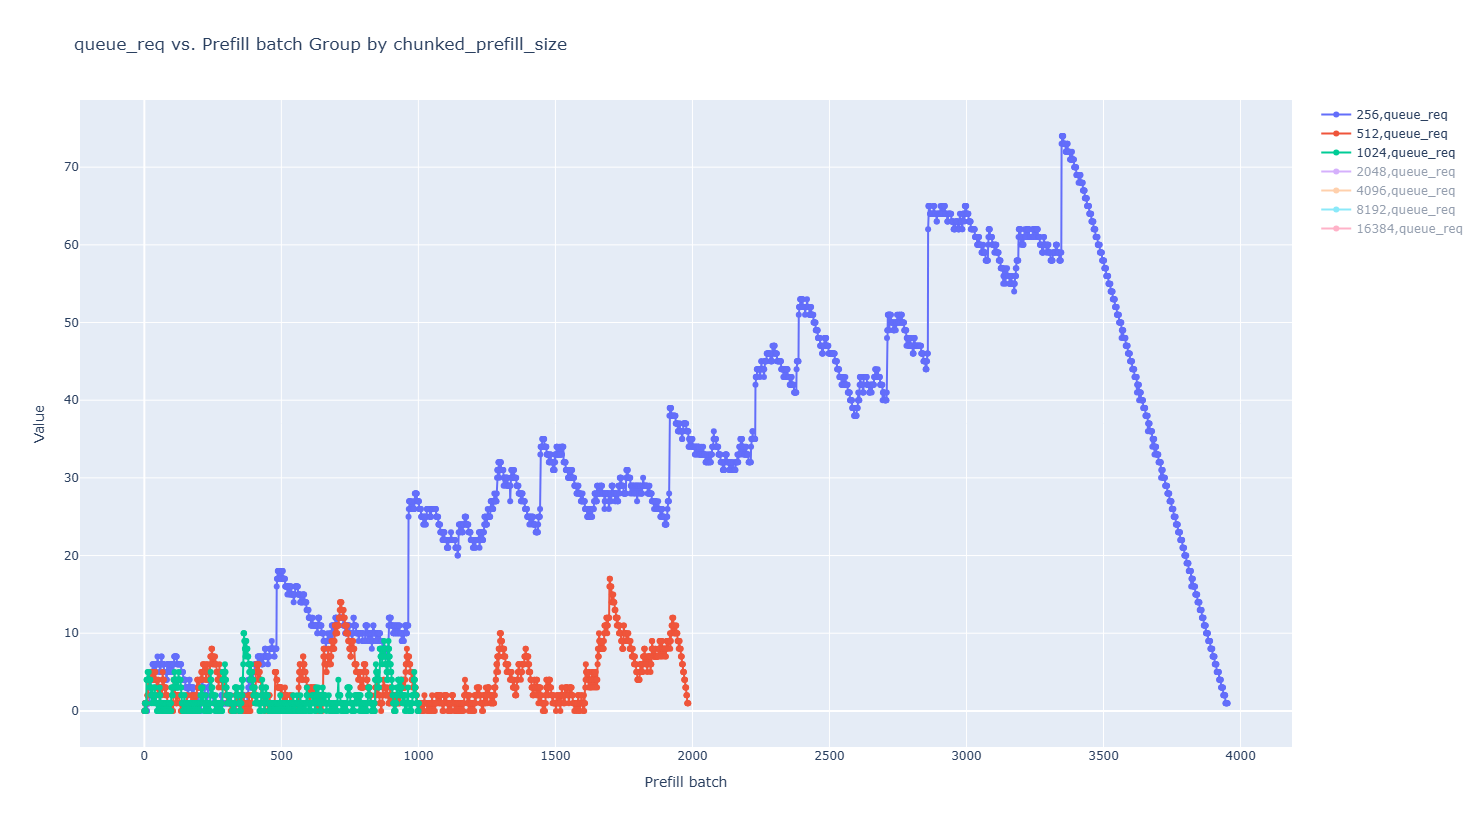 queue_req vs. Prefill batch Group by chunked_prefill_size
256,queue_req
512,queue_req
1024,queue_req
2048,queue_req
4096,queue_req
8192,queue_req
16384,queue_req
70
60
50
40
30
20
10
0
Value
0 500 1000 1500 2000 2500 3000 3500 4000
Prefill batch